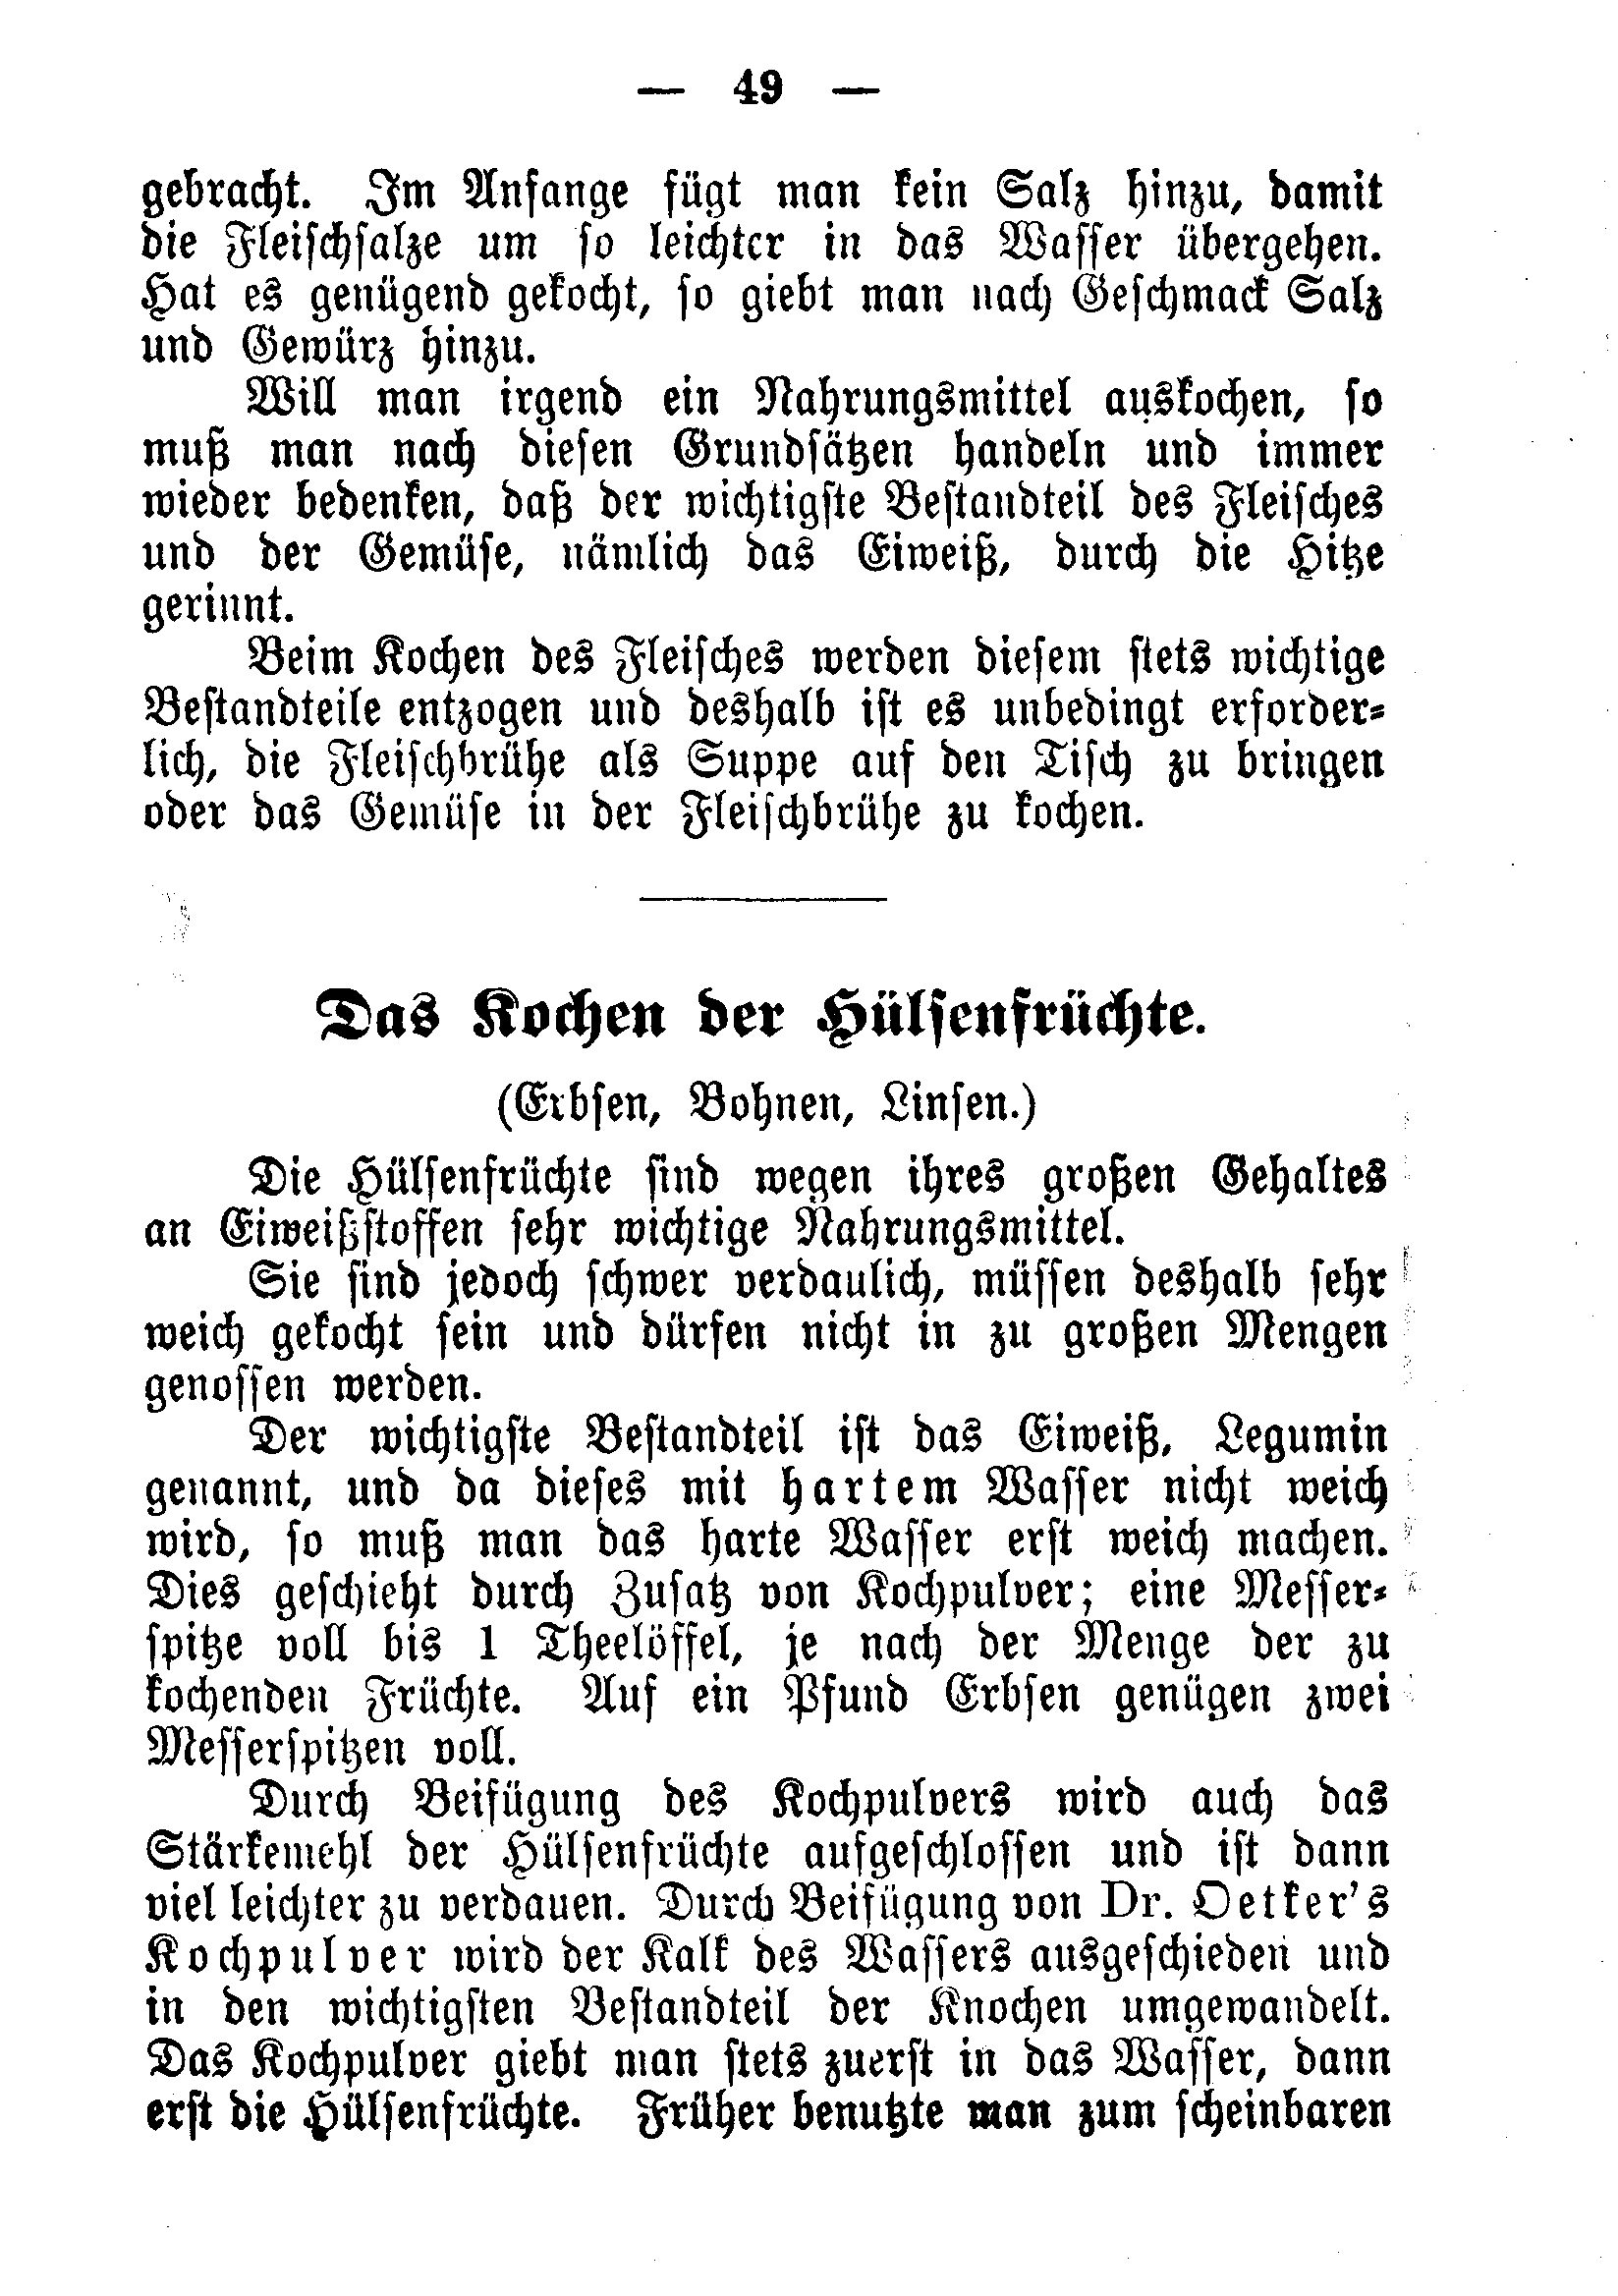 — 49 —
gebracht. Im Anfange fügt man kein Salz hinzu, damit
die Fleischsalze um so leichter in das Wasser übergehen.
Hat es genügend gekocht, so giebt man nach Geschmack Salz
und Gewürz hinzu.
Will man irgend ein Nahrungsmittel auskochen, so
muß man nach diesen Grundsätzen handeln und immer
wieder bedenken, daß der wichtigste Bestandteil des Fleisches
und der Gemüse, nämlich das Eiweiß, durch die Hitze
gerinnt.
Beim Kochen des Fleisches werden diesem stets wichtige
Bestandteile entzogen und deshalb ist es unbedingt erforder-
lich, die Fleischbrühe als Suppe auf den Tisch zu bringen
oder das Gemüse in der Fleischbrühe zu kochen.
Das Kochen der Hülsenfrüchte.
(Erbsen, Bohnen, Linsen.)
Die Hülsenfrüchte sind wegen ihres großen Gehaltes
an Eiweißstoffen sehr wichtige Nahrungsmittel.
Sie sind jedoch schwer verdaulich, müssen deshalb sehr
weich gekocht sein und dürfen nicht in zu großen Mengen
genossen werden.
Der wichtigste Bestandteil ist das Eiweiß, Legumin
genannt, und da dieses mit hartem Wasser nicht weich
wird, so muß man das harte Wasser erst weich machen.
Dies geschieht durch Zusatz von Kochpulver; eine Messer-
spitze voll bis 1 Theelöffel, je nach der Menge der zu
kochenden Früchte. Auf ein Pfund Erbsen genügen zwei
Messerspitzen voll.
Durch Beifügung des Kochpulvers wird auch das
Stärkemehl der Hülsenfrüchte aufgeschlossen und ist dann
viel leichter zu verdauen. Durch Beifügung von Dr. Oetker's
Kochpulver wird der Kalk des Wassers ausgeschieden und
in den wichtigsten Bestandteil der Knochen umgewandelt.
Das Kochpulver giebt man stets zuerst in das Wasser, dann
erst die Hülsenfrüchte. Früher benutzte man zum scheinbaren